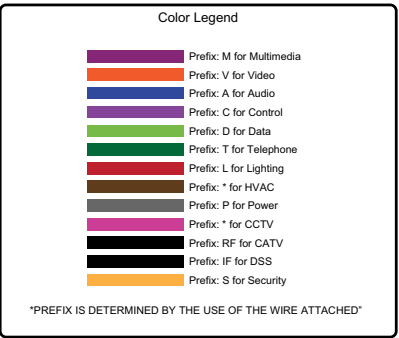 Color Legend
Prefix: M for Multimedia
Prefix: V for Video
Prefix: A for Audio
Prefix: C for Control
Prefix: D for Data
Prefix: T for Telephone
Prefix: L for Lighting
Prefix: * for HVAC
Prefix: P for Power
Prefix: * for CCTV
Prefix: RF for CATV
Prefix: IF for DSS
Prefix: S for Security
*PREFIX IS DETERMINED BY THE USE OF THE WIRE ATTACHED”